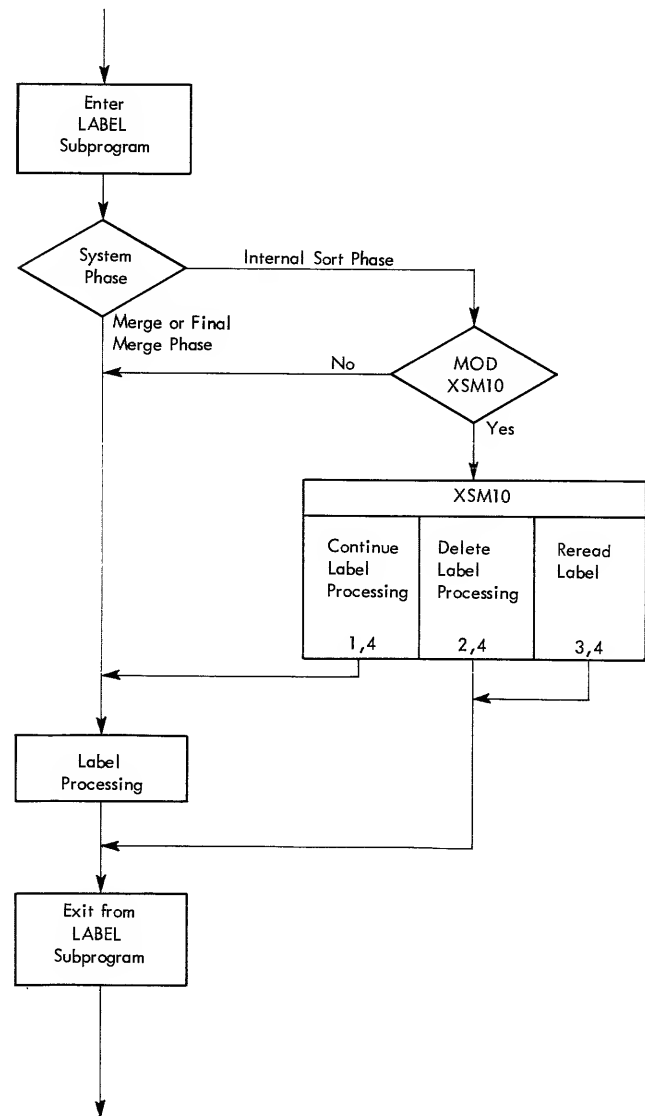 Enter
LABEL
Subprogram
System
Phase
Internal Sort Phase
Merge or Final
Merge Phase
No
MOD
XSM10
Yes
XSM10
Continue
Label
Processing
1,4
Delete
Label
Processing
2,4
Reread
Label
3,4
Label
Processing
Exit from
LABEL
Subprogram